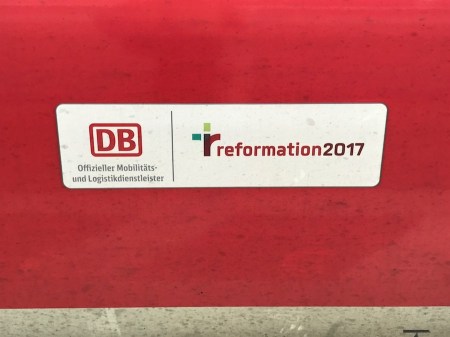 DB
Offizieller Mobilitäts-
und Logistikdienstleister
reformation2017